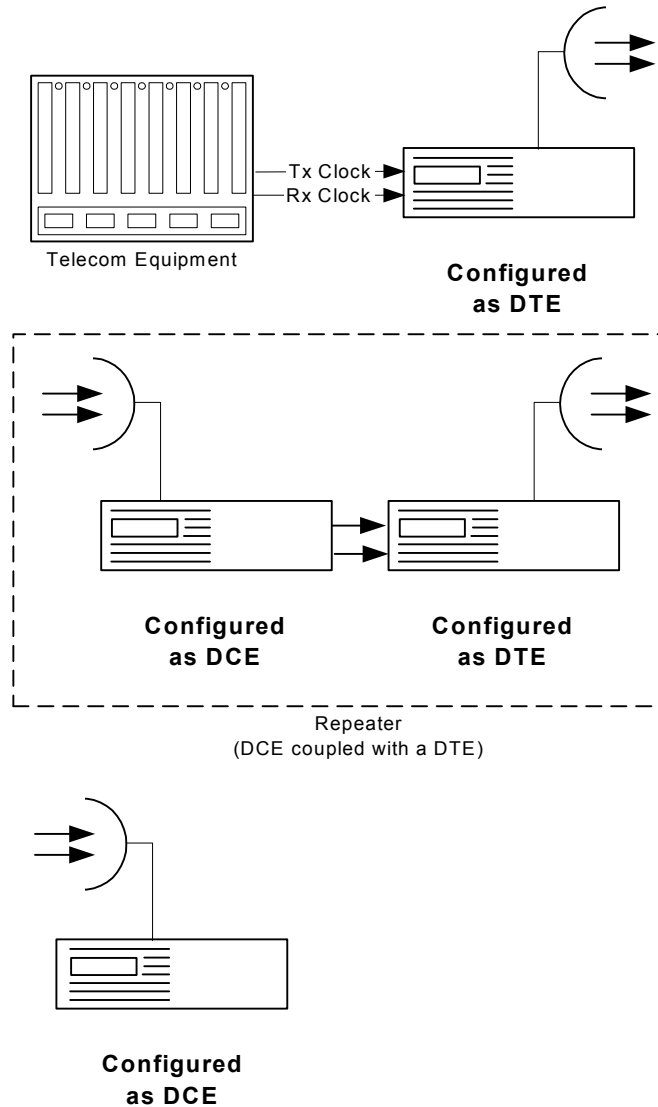 Tx Clock
Rx Clock
Telecom Equipment
Configured
as DTE
Configured
as DCE
Configured
as DTE
Repeater
(DCE coupled with a DTE)
Configured
as DCE